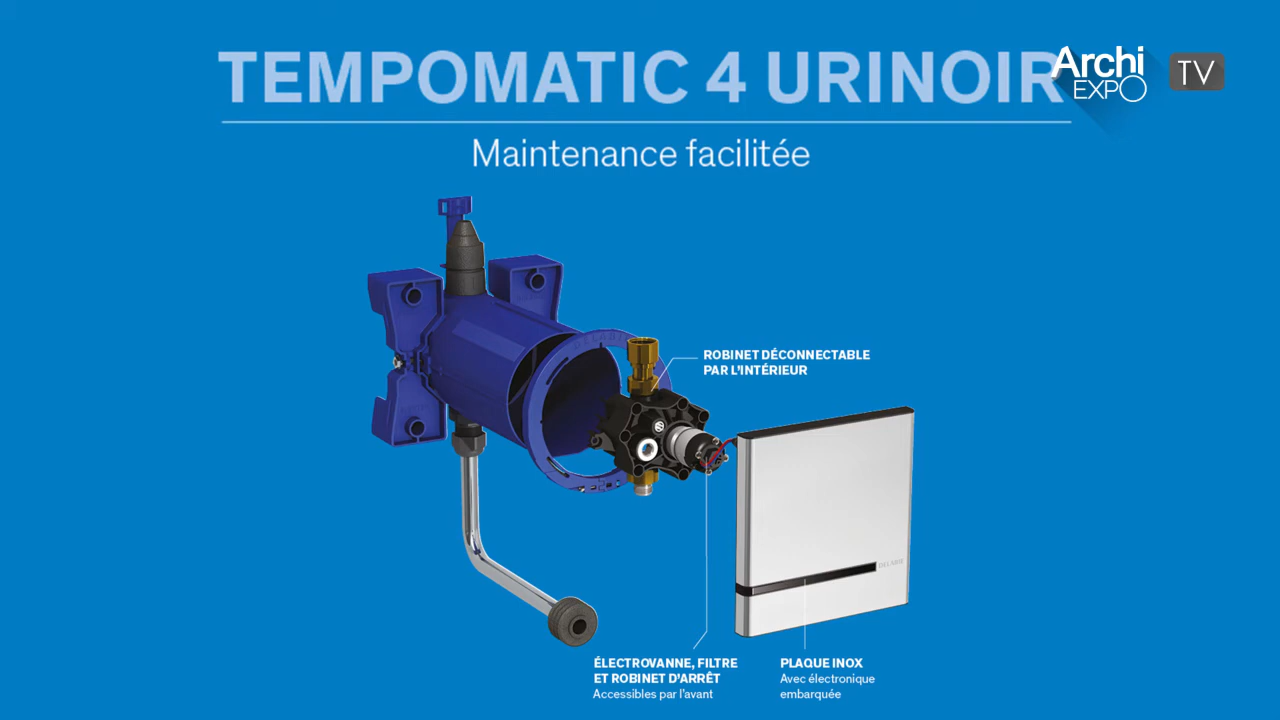 TEMPOMATIC 4 URINOIR
Archi
EXPO
TV
Maintenance facilitée
ROBINET DÉCONNECTABLE
PAR L'INTÉRIEUR
DELABIE
ÉLECTROVANNE, FILTRE
ET ROBINET D'ARRÊT
Accessibles par l'avant
PLAQUE INOX
Avec électronique
embarquée